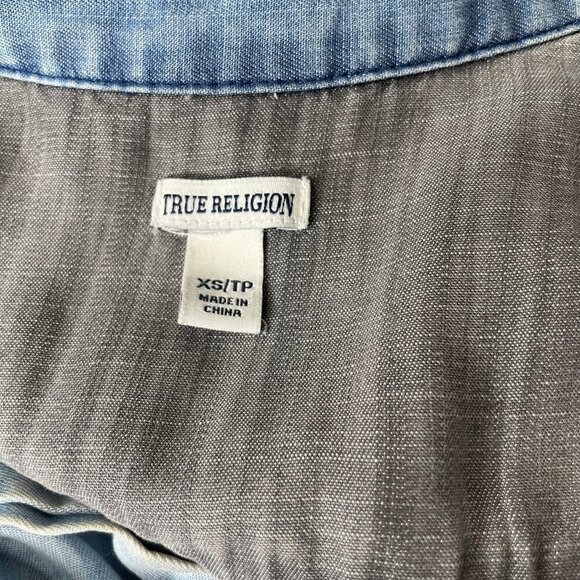 TRUE RELIGION
XS/TP
MADE IN
CHINA